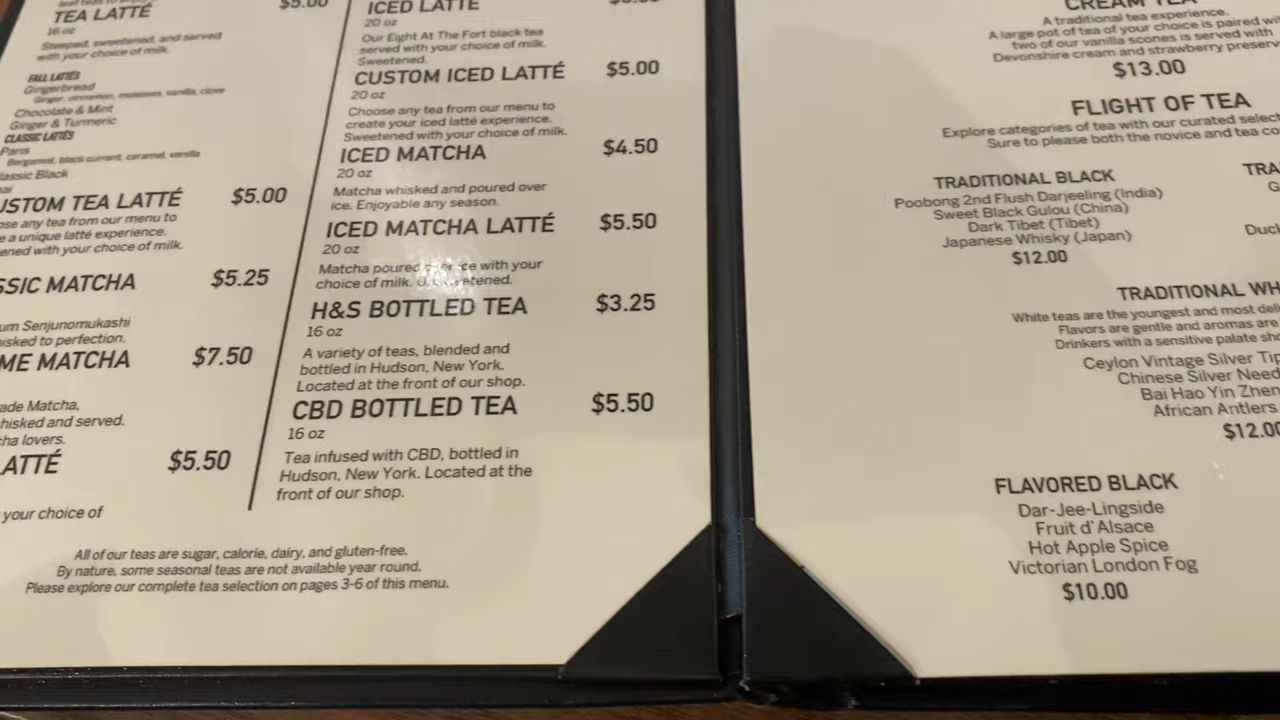 TEA LATTÉ
$5.00
16 oz
Steeped, sweetened, and served
with your choice of milk.
FALL LATTÉS
Gingerbread
Ginger, cinnamon, molasses, vanilla, clove
Chocolate & Mint
Ginger & Turmeric
CLASSIC LATTÉS
Paris
Bergamot, black currant, caramel, vanilla
lassic Black
USTOM TEA LATTÉ
$5.00
ose any tea from our menu to
e a unique latté experience.
ened with your choice of milk.
SSIC MATCHA
$5.25
um Senjunomukashi
isked to perfection.
ME MATCHA
$7.50
ade Matcha,
hisked and served.
cha lovers.
ATTÉ
$5.50
your choice of
ICED LATTÉ
20 oz
Our Eight At The Fort black tea
served with your choice of milk.
Sweetened.
CUSTOM ICED LATTÉ
$5.00
20 oz
Choose any tea from our menu to
create your iced latté experience.
Sweetened with your choice of milk.
ICED MATCHA
$4.50
20 oz
Matcha whisked and poured over
ice. Enjoyable any season.
ICED MATCHA LATTÉ
$5.50
20 oz
Matcha poured with your
choice of milk.
H&S BOTTLED TEA
$3.25
16 oz
A variety of teas, blended and
bottled in Hudson, New York.
Located at the front of our shop.
CBD BOTTLED TEA
$5.50
16 oz
Tea infused with CBD, bottled in
Hudson, New York. Located at the
front of our shop.
All of our teas are sugar, calorie, dairy, and gluten-free.
By nature, some seasonal teas are not available year round.
Please explore our complete tea selection on pages 3-6 of this menu.
CREAM TEA
A traditional tea experience.
A large pot of tea of your choice is paired wi
two of our vanilla scones is served with
Devonshire cream and strawberry preserv
$13.00
FLIGHT OF TEA
Explore categories of tea with our curated select
Sure to please both the novice and tea co
TRADITIONAL BLACK
Poobong 2nd Flush Darjeeling (India)
Sweet Black Gulou (China)
Dark Tibet (Tibet)
Japanese Whisky (Japan)
$12.00
TRA
G
Duc
TRADITIONAL WH
White teas are the youngest and most deli
Flavors are gentle and aromas are
Drinkers with a sensitive palate sho
Ceylon Vintage Silver Tip
Chinese Silver Need
Bai Hao Yin Zhen
African Antlers
$12.00
FLAVORED BLACK
Dar-Jee-Lingside
Fruit d'Alsace
Hot Apple Spice
Victorian London Fog
$10.00